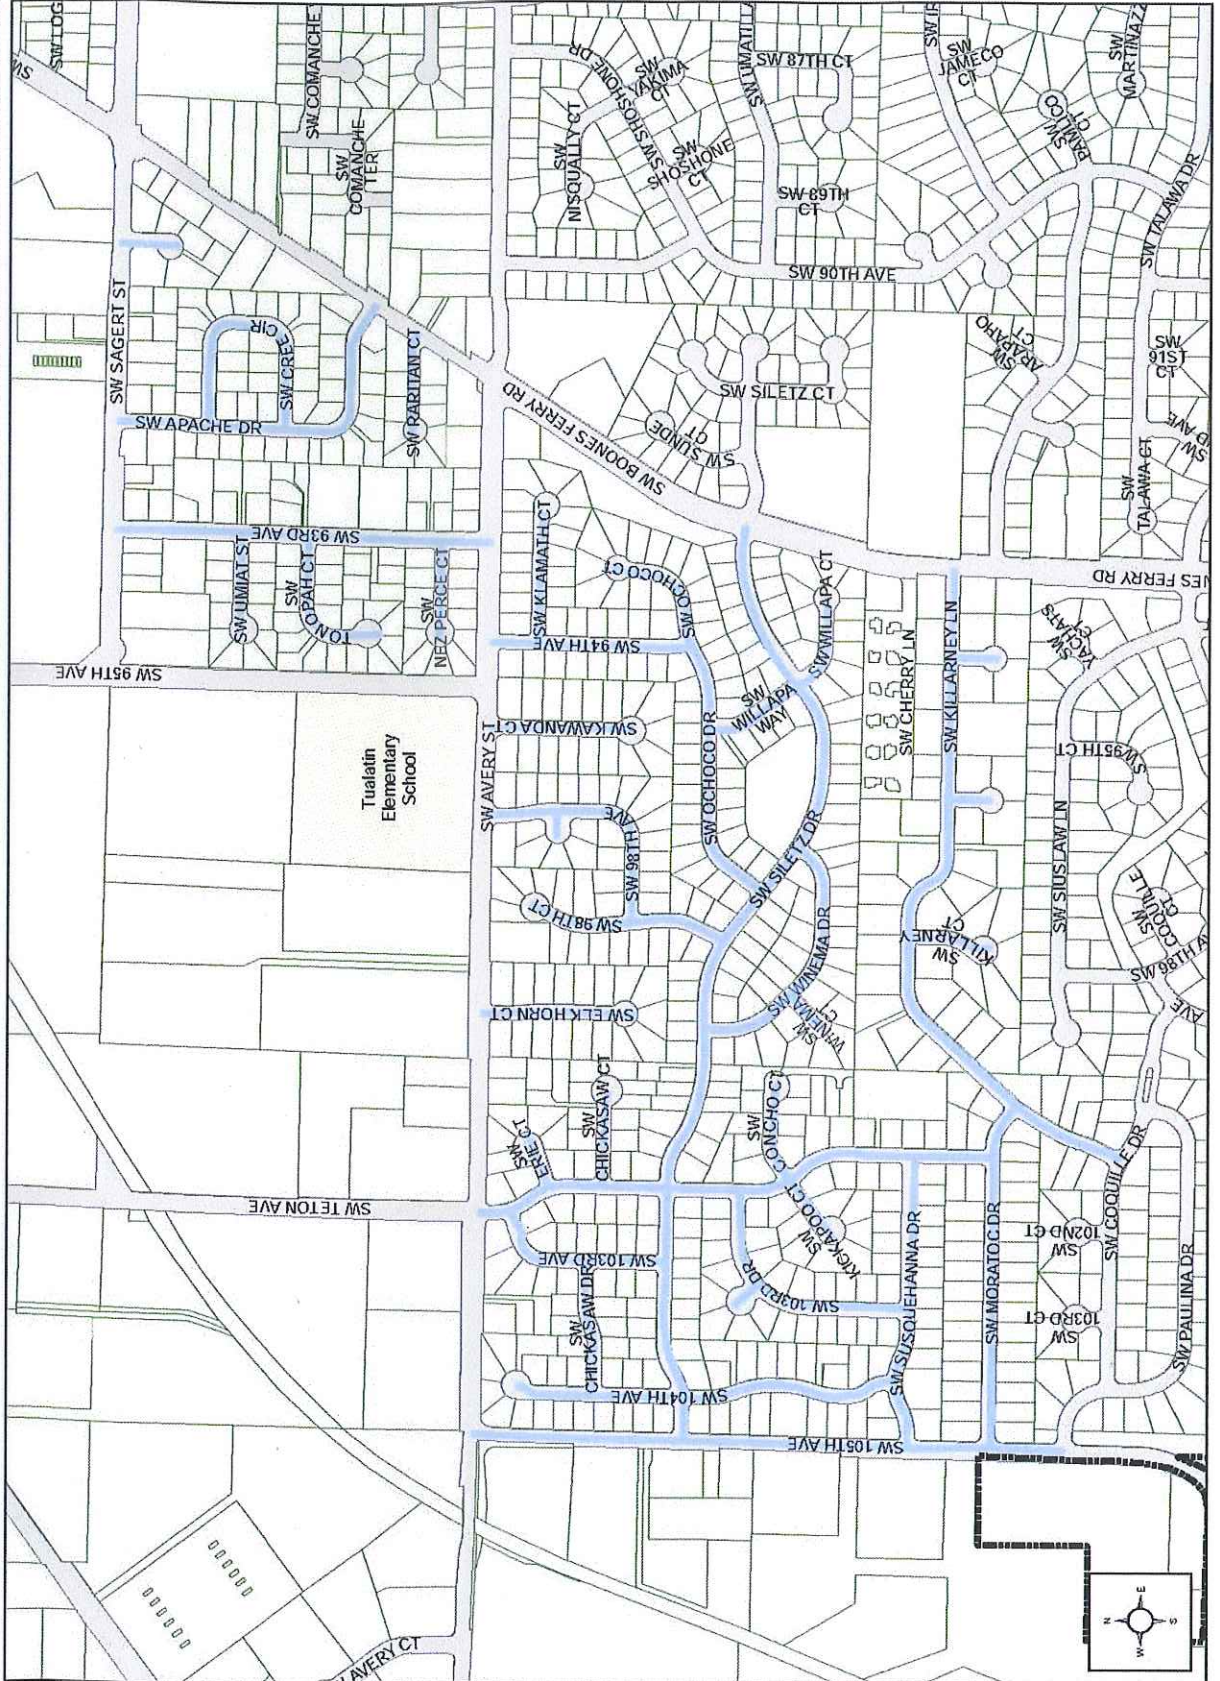 SW LOG
SW
SW COMANCHE
SW
COMANCHE
TER
SW SAGERT ST
SW CREE CIR
SW APACHE DR
SW RARITAN CT
SW 93RD AVE
SW UMIAT ST
SW
TONOPAH CT
SW
NEZ PERCE CT
SW 95TH AVE
Tualatin
Elementary
School
SW TETON AVE
SW AVERY ST
AVERY CT
DR
SW SHOSHONE DR
SW
YAKIMA
CT
SW
NISQUALLY CT
SW
SHOSHONE
CT
SW UMATILLA
SW 87TH CT
SW 89TH
CT
SW 90TH AVE
SW
JAMECO
CT
SW
PAMLICO
CT
SW
MARTINAZZ
SW TALAWA DR
SW
ARAPAHO
CT
SW
91ST
CT
SW
TALAWA CT
SW SILETZ CT
SW SUNDE
CT
SW BOONES FERRY RD
SW KLAMATH CT
SW OCHOCO CT
SW 94TH AVE
SW WILLAPA CT
SW
WILLAPA
WAY
SW KAWANDA CT
SW OCHOCO DR
SW CHERRY LN
SW KILLARNEY LN
SW
YACHATS
CT
SW 95TH CT
SW 98TH AVE
SW 98TH CT
SW SILETZ DR
SW WINEMA DR
SW
WINEMA
CT
SW
KILLARNEY
CT
SW SIUSLAW LN
SW
COQUILLE
CT
SW 98TH AV
AVE
SW ELK HORN CT
SW
CHICKASAW CT
SW
ERIE CT
SW
CONCHO CT
SW
KICKAPOO CT
SW 103RD AVE
SW
CHICKASAW DR
SW 103RD DR
SW SUSQUEHANNA DR
SW MORATOC DR
SW
102ND CT
SW
103RD CT
SW COQUILLE DR
SW PAULINA DR
SW 104TH AVE
SW 105TH AVE
N
W
E
S